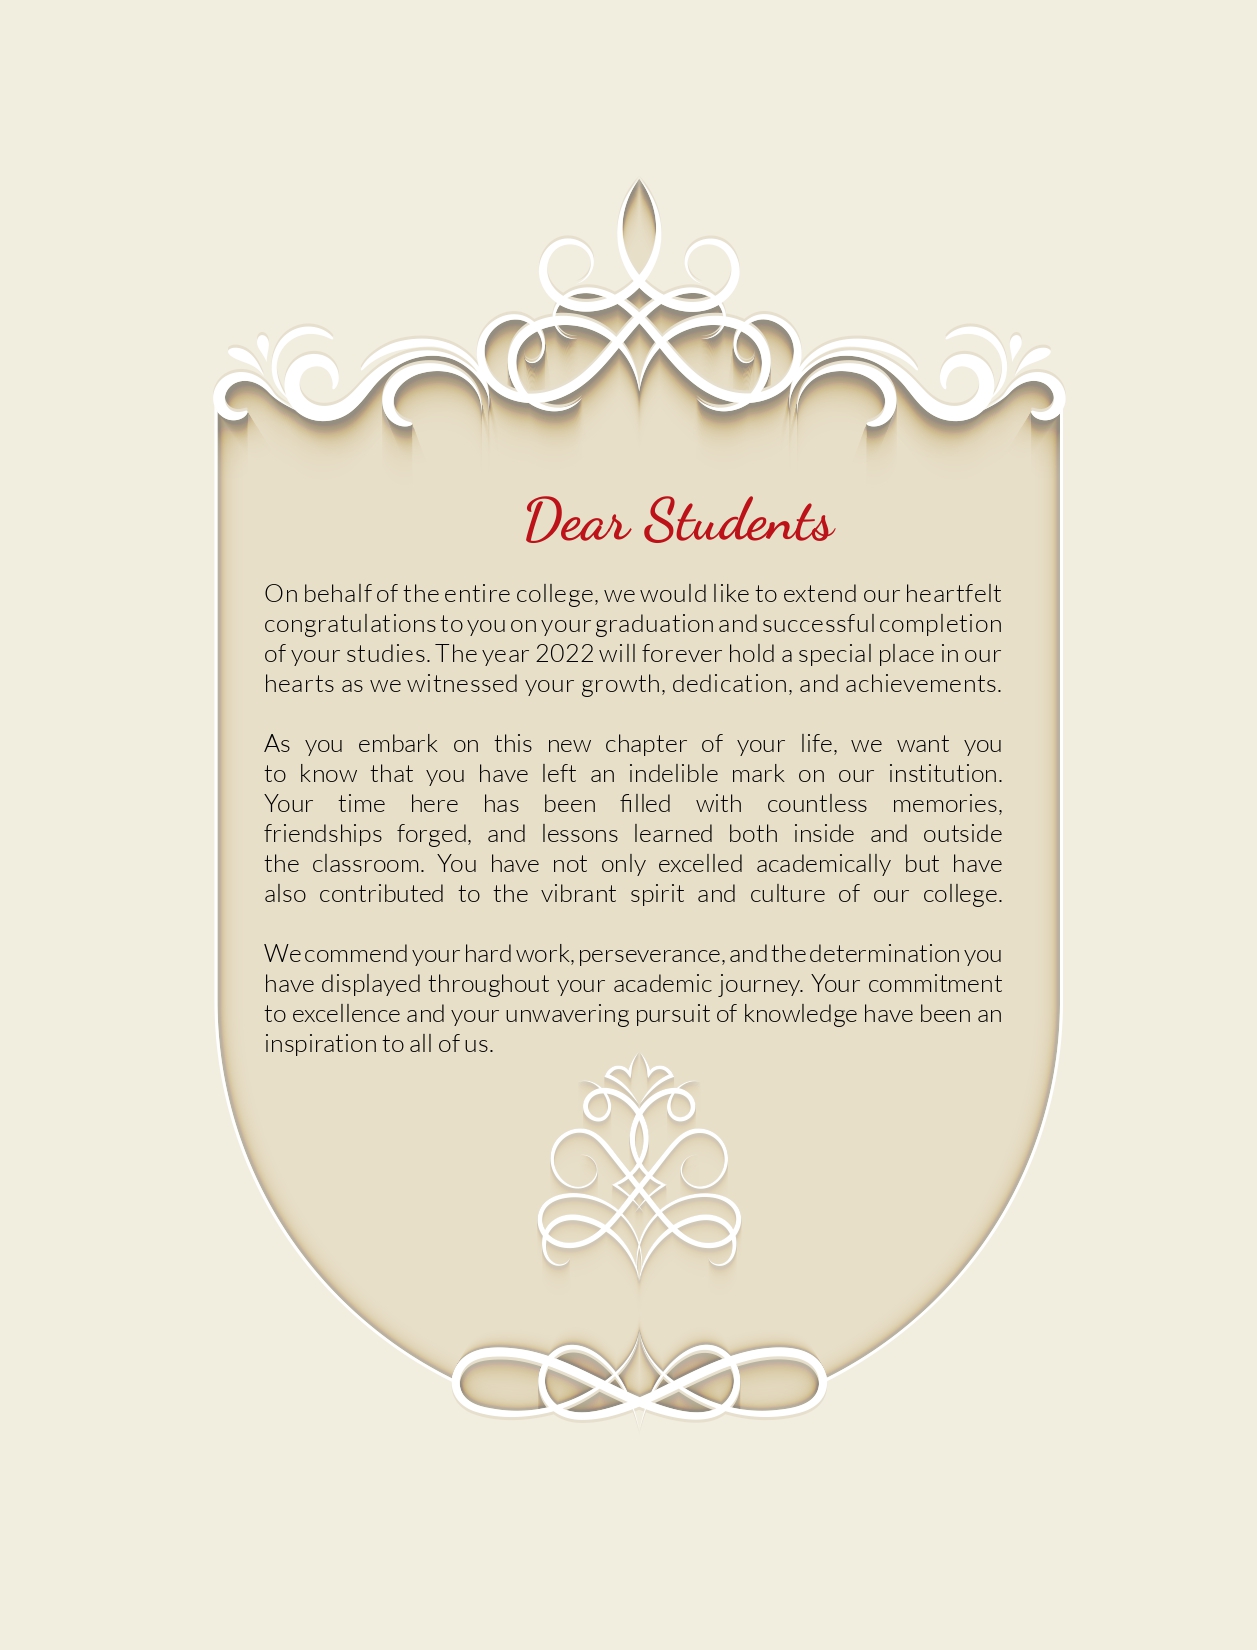 Dear Students
On behalf of the entire college, we would like to extend our heartfelt
congratulations to you on your graduation and successful completion
of your studies. The year 2022 will forever hold a special place in our
hearts as we witnessed your growth, dedication, and achievements.
As you embark on this new chapter of your life, we want you
to know that you have left an indelible mark on our institution.
Your time here has been filled with countless memories,
friendships forged, and lessons learned both inside and outside
the classroom. You have not only excelled academically but have
also contributed to the vibrant spirit and culture of our college.
We commend your hard work, perseverance, and the determination you
have displayed throughout your academic journey. Your commitment
to excellence and your unwavering pursuit of knowledge have been an
inspiration to all of us.